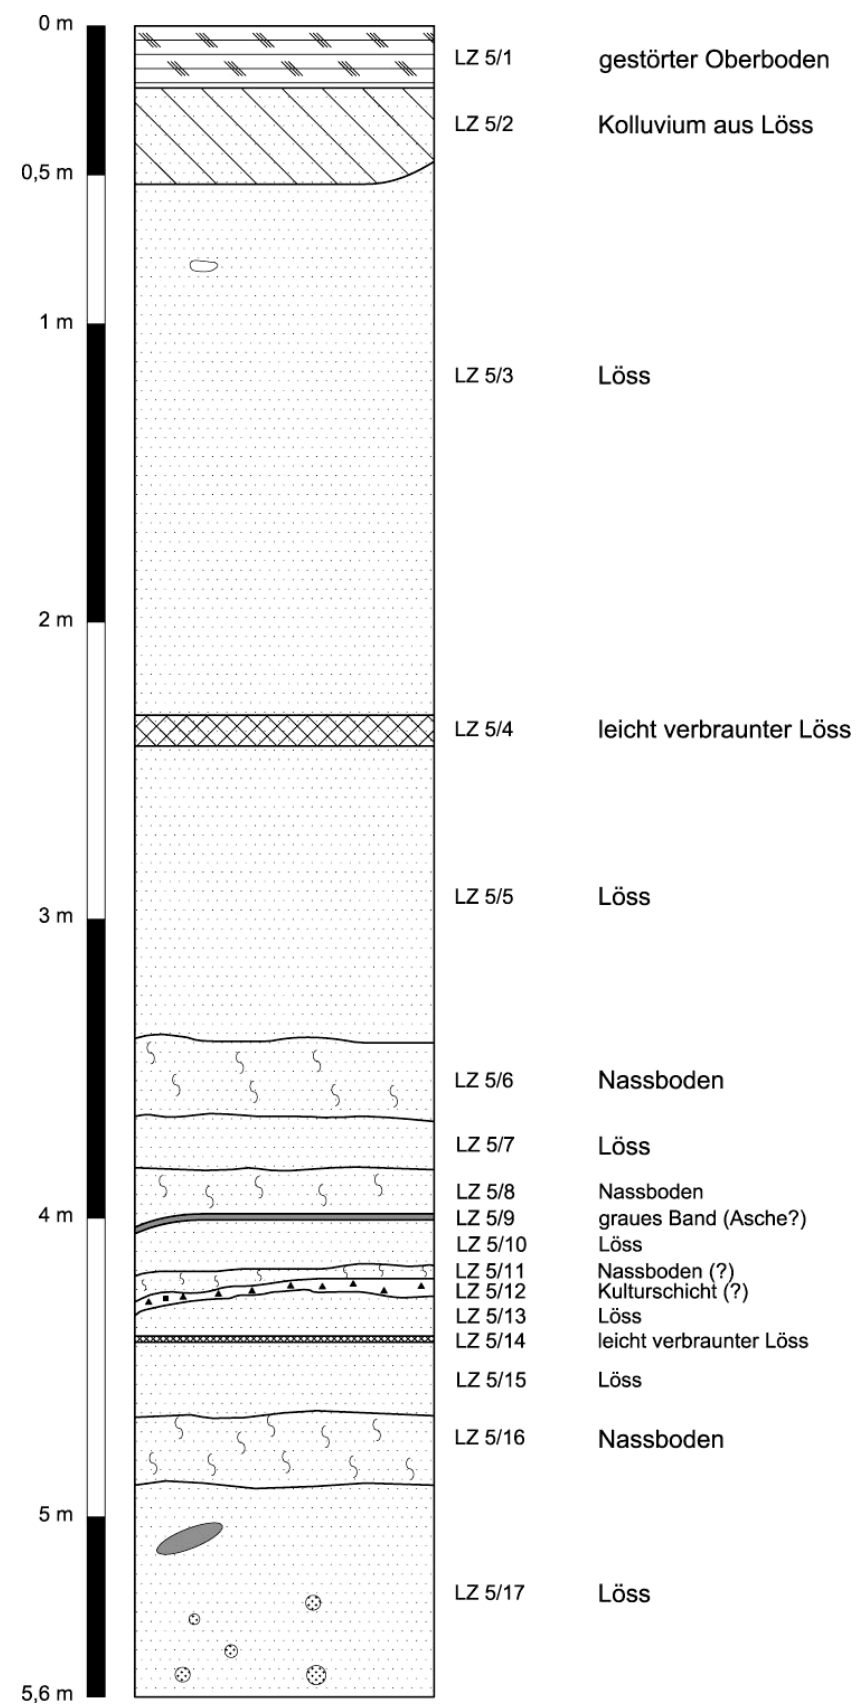 0 m
LZ 5/1 gestörter Oberboden
LZ 5/2 Kolluvium aus Löss
0,5 m
1 m
LZ 5/3 Löss
2 m
LZ 5/4 leicht verbraunter Löss
LZ 5/5 Löss
3 m
LZ 5/6 Nassboden
LZ 5/7 Löss
LZ 5/8 Nassboden
4 m LZ 5/9 graues Band (Asche?)
LZ 5/10 Löss
LZ 5/11 Nassboden (?)
LZ 5/12 Kulturschicht (?)
LZ 5/13 Löss
LZ 5/14 leicht verbraunter Löss
LZ 5/15 Löss
LZ 5/16 Nassboden
5 m
LZ 5/17 Löss
5,6 m